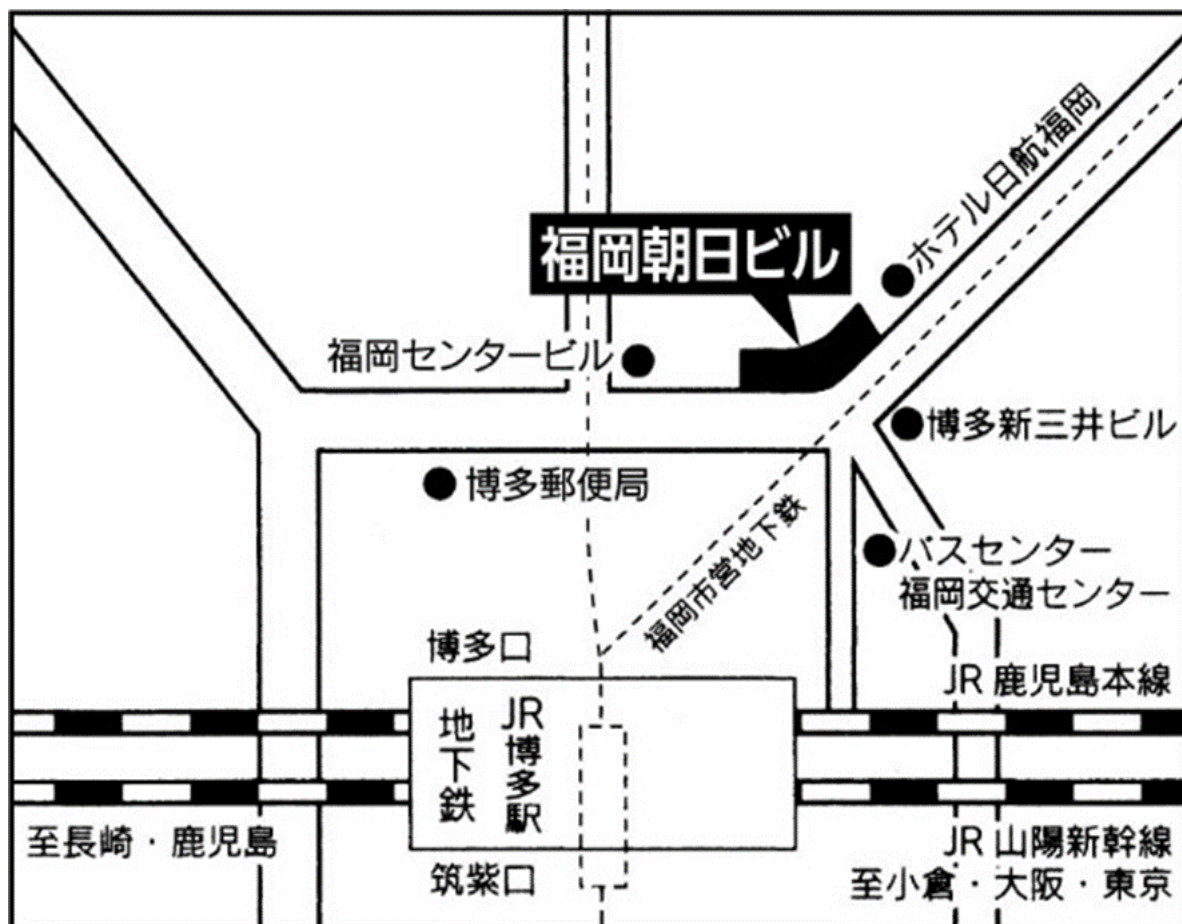 ホテル日航福岡
福岡朝日ビル
福岡センタービル
博多新三井ビル
博多郵便局
福岡市営地下鉄
バスセンター
福岡交通センター
博多口
JR 鹿児島本線
JR博多駅
地下鉄
至長崎・鹿児島
JR 山陽新幹線
筑紫口
至小倉・大阪・東京